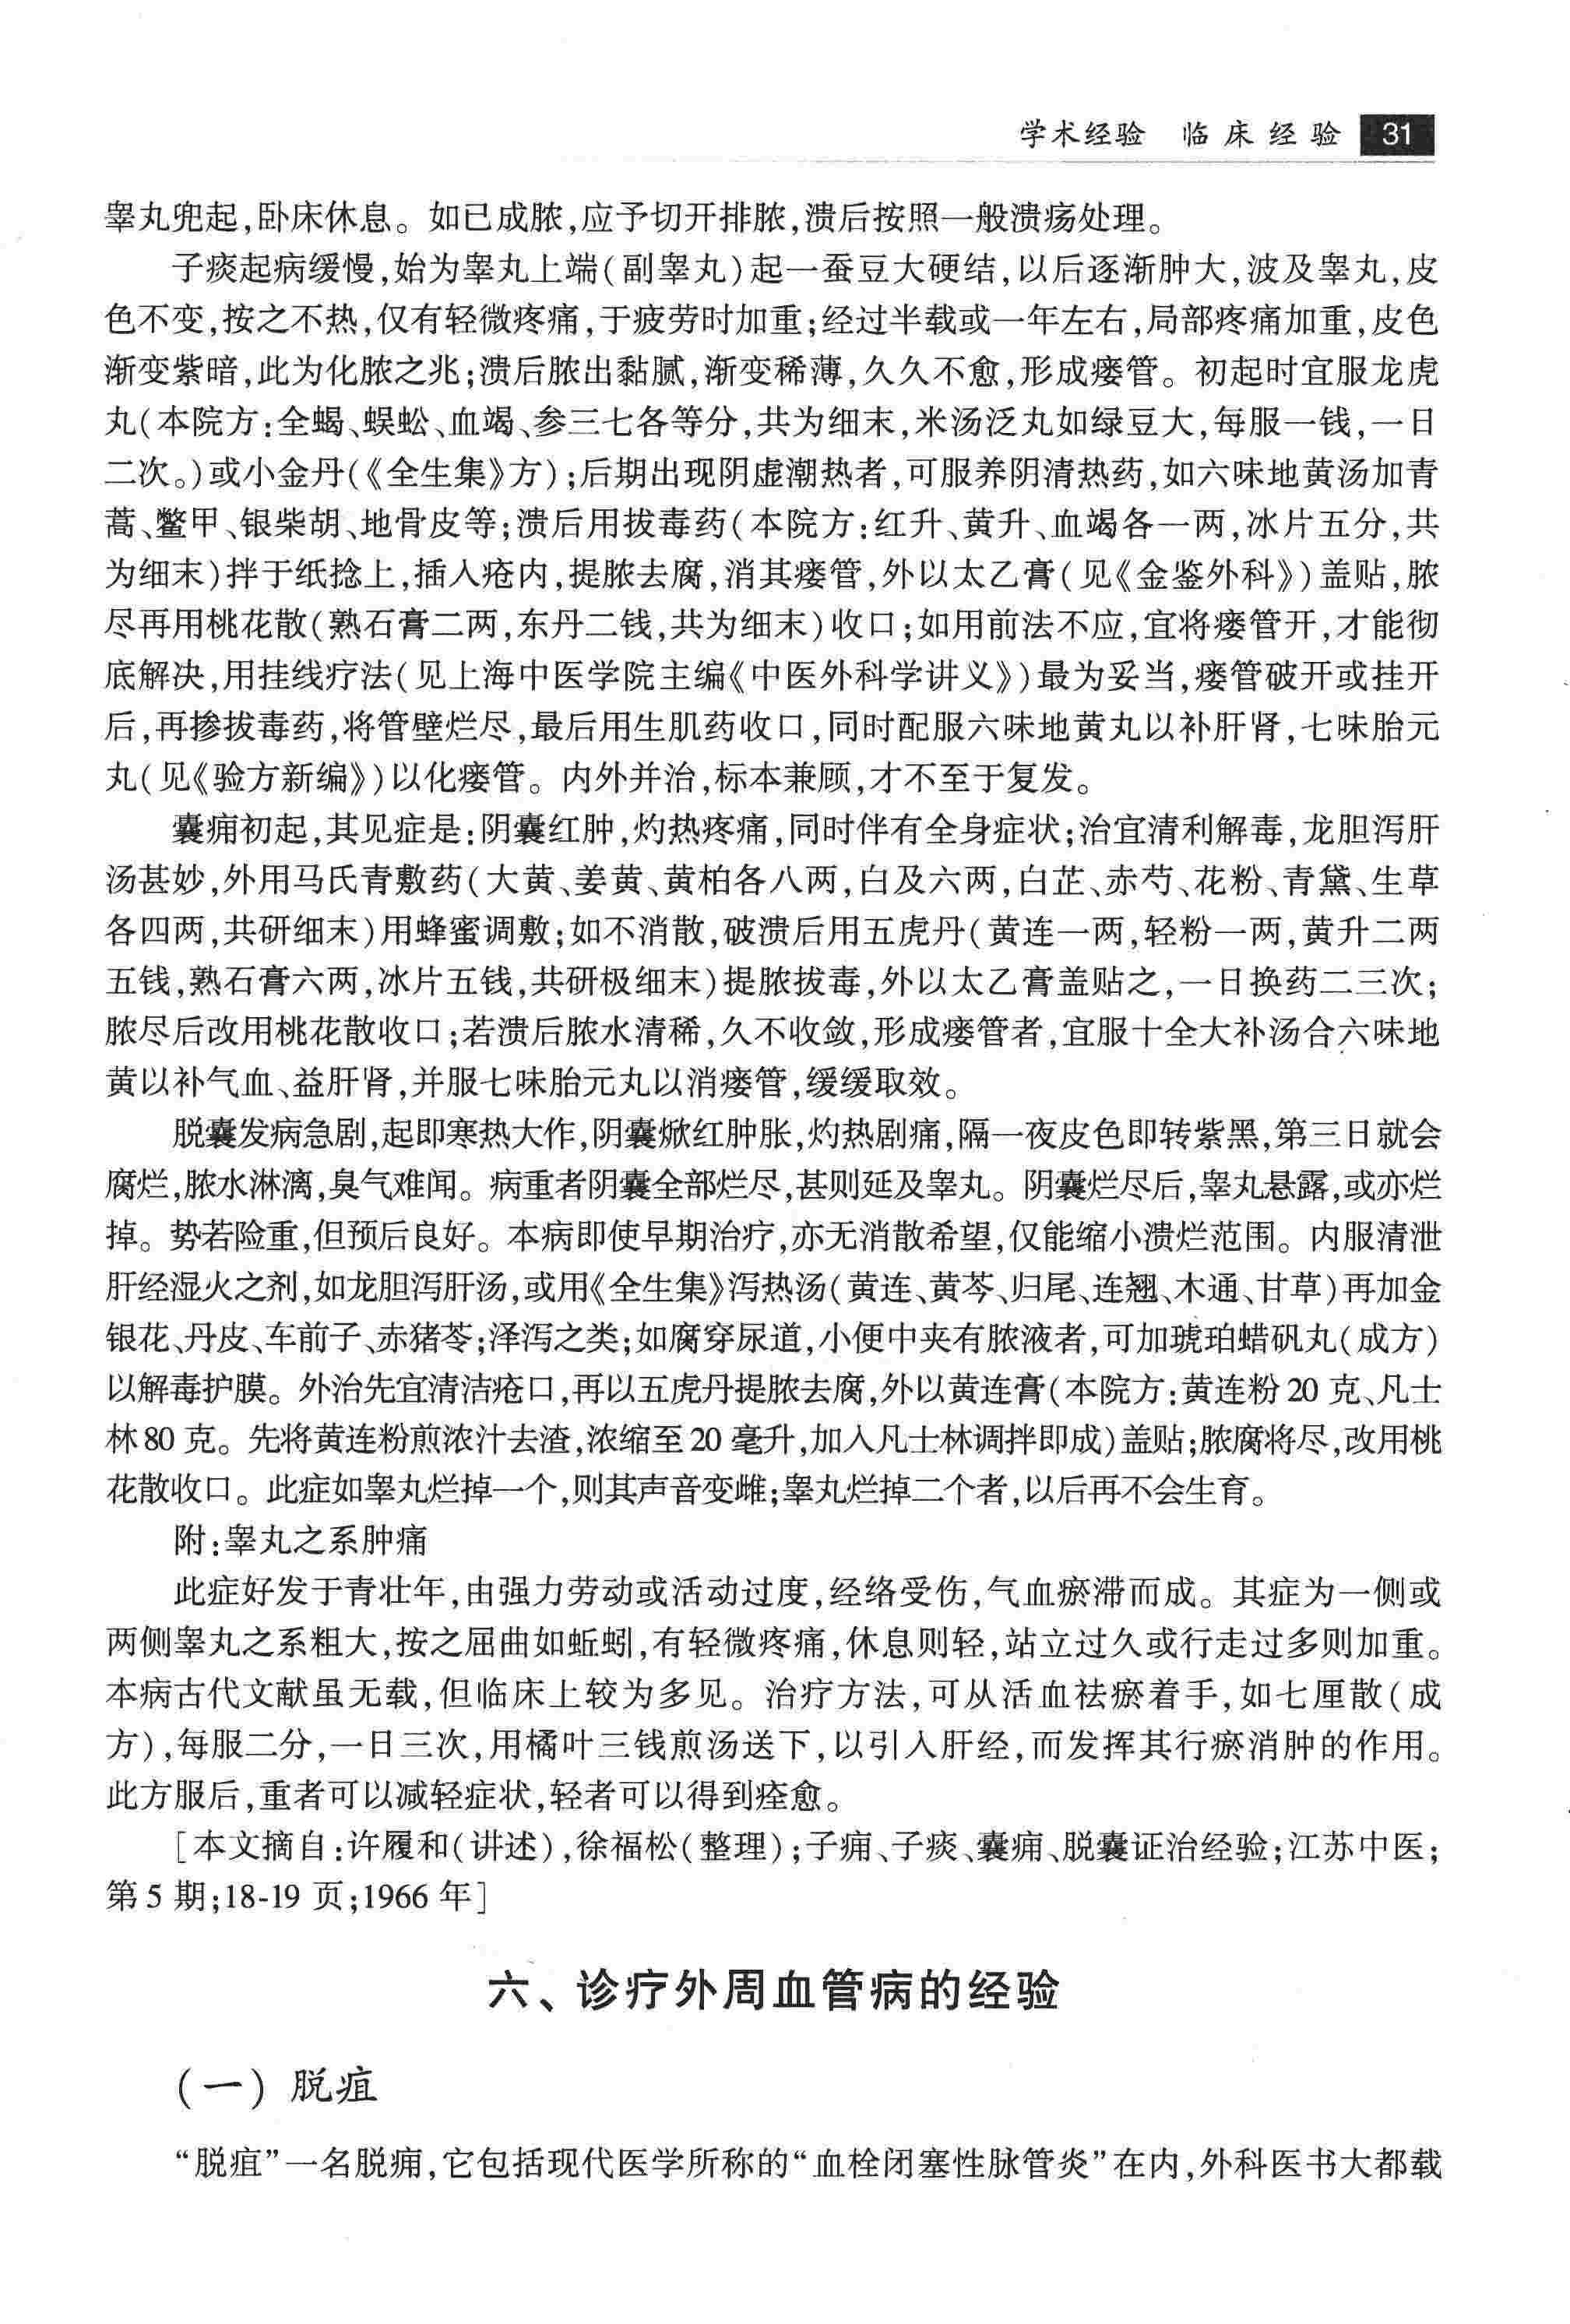 学术经验 临床经验 31
睾丸兜起,卧床休息。如已成脓,应予切开排脓,溃后按照一般溃疡处理。
子痰起病缓慢,始为睾丸上端(副睾丸)起一蚕豆大硬结,以后逐渐肿大,波及睾丸,皮
色不变,按之不热,仅有轻微疼痛,于疲劳时加重;经过半载或一年左右,局部疼痛加重,皮色
渐变紫暗,此为化脓之兆;溃后脓出黏腻,渐变稀薄,久久不愈,形成瘘管。初起时宜服龙虎
丸(本院方:全蝎、蜈蚣、血竭、参三七各等分,共为细末,米汤泛丸如绿豆大,每服一钱,一日
二次。)或小金丹(《全生集》方);后期出现阴虚潮热者,可服养阴清热药,如六味地黄汤加青
蒿、鳖甲、银柴胡、地骨皮等;溃后用拔毒药(本院方:红升、黄升、血竭各一两,冰片五分,共
为细末)拌于纸捻上,插入疮内,提脓去腐,消其瘘管,外以太乙膏(见《金鉴外科》)盖贴,脓
尽再用桃花散(熟石膏二两,东丹二钱,共为细末)收口;如用前法不应,宜将瘘管开,才能彻
底解决,用挂线疗法(见上海中医学院主编《中医外科学讲义》)最为妥当,瘘管破开或挂开
后,再掺拔毒药,将管壁烂尽,最后用生肌药收口,同时配服六味地黄丸以补肝肾,七味胎元
丸(见《验方新编》)以化瘘管。内外并治,标本兼顾,才不至于复发。
囊痈初起,其见症是:阴囊红肿,灼热疼痛,同时伴有全身症状;治宜清利解毒,龙胆泻肝
汤甚妙,外用马氏青敷药(大黄、姜黄、黄柏各八两,白及六两,白芷、赤芍、花粉、青黛、生草
各四两,共研细末)用蜂蜜调敷;如不消散,破溃后用五虎丹(黄连一两,轻粉一两,黄升二两
五钱,熟石膏六两,冰片五钱,共研极细末)提脓拔毒,外以太乙膏盖贴之,一日换药二三次;
脓尽后改用桃花散收口;若溃后脓水清稀,久不收敛,形成瘘管者,宜服十全大补汤合六味地
黄以补气血、益肝肾,并服七味胎元丸以消瘘管,缓缓取效。
脱囊发病急剧,起即寒热大作,阴囊焮红肿胀,灼热剧痛,隔一夜皮色即转紫黑,第三日就会
腐烂,脓水淋漓,臭气难闻。病重者阴囊全部烂尽,甚则延及睾丸。阴囊烂尽后,睾丸悬露,或亦烂
掉。势若险重,但预后良好。本病即使早期治疗,亦无消散希望,仅能缩小溃烂范围。内服清泄
肝经湿火之剂,如龙胆泻肝汤,或用《全生集》泻热汤(黄连、黄芩、归尾、连翘、木通、甘草)再加金
银花、丹皮、车前子、赤猪苓;泽泻之类;如腐穿尿道,小便中夹有脓液者,可加琥珀蜡矾丸(成方)
以解毒护膜。外治先宜清洁疮口,再以五虎丹提脓去腐,外以黄连膏(本院方:黄连粉20 克、凡士
林80 克。先将黄连粉煎浓汁去渣,浓缩至20 毫升,加入凡士林调拌即成)盖贴;脓腐将尽,改用桃
花散收口。此症如睾丸烂掉一个,则其声音变雌;睾丸烂掉二个者,以后再不会生育。
附:睾丸之系肿痛
此症好发于青壮年,由强力劳动或活动过度,经络受伤,气血瘀滞而成。其症为一侧或
两侧睾丸之系粗大,按之屈曲如蚯蚓,有轻微疼痛,休息则轻,站立过久或行走过多则加重。
本病古代文献虽无载,但临床上较为多见。治疗方法,可从活血祛瘀着手,如七厘散(成
方),每服二分,一日三次,用橘叶三钱煎汤送下,以引入肝经,而发挥其行瘀消肿的作用。
此方服后,重者可以减轻症状,轻者可以得到痊愈。
[本文摘自:许履和(讲述),徐福松(整理);子痈、子痰、囊痈、脱囊证治经验;江苏中医;
第5 期;18-19 页;1966 年]
六、诊疗外周血管病的经验
(一) 脱疽
“脱疽”一名脱痈,它包括现代医学所称的“血栓闭塞性脉管炎”在内,外科医书大都载